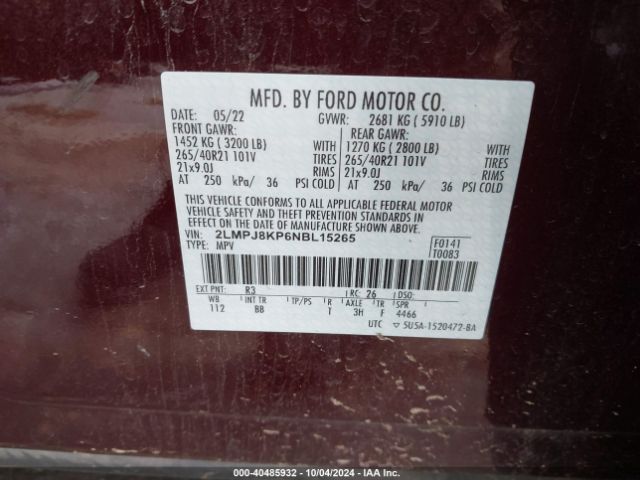 MFD. BY FORD MOTOR CO.
DATE: 05/22 GVWR: 2681 KG ( 5910 LB)
FRONT GAWR: REAR GAWR:
1452 KG ( 3200 LB) WITH 1270 KG ( 2800 LB) WITH
265/40R21 101V TIRES 265/40R21 101V TIRES
21x9.0J RIMS 21x9.0J RIMS
AT 250 kPa/ 36 PSI COLD AT 250 kPa/ 36 PSI COLD
THIS VEHICLE CONFORMS TO ALL APPLICABLE FEDERAL MOTOR
VEHICLE SAFETY AND THEFT PREVENTION STANDARDS IN
EFFECT ON THE DATE OF MANUFACTURE SHOWN ABOVE.
VIN: 2LMPJ8KP6NBL15265 F0141
TYPE: MPV T0083
EXT PNT: R3 RC: 26 DSO:
WB INT TR TP/PS R AXLE TR SPR
112 BB T 3H F 4466
UTC ▽ 5U5A-1520472-BA
000-40485932 - 10/04/2024 - IAA Inc.